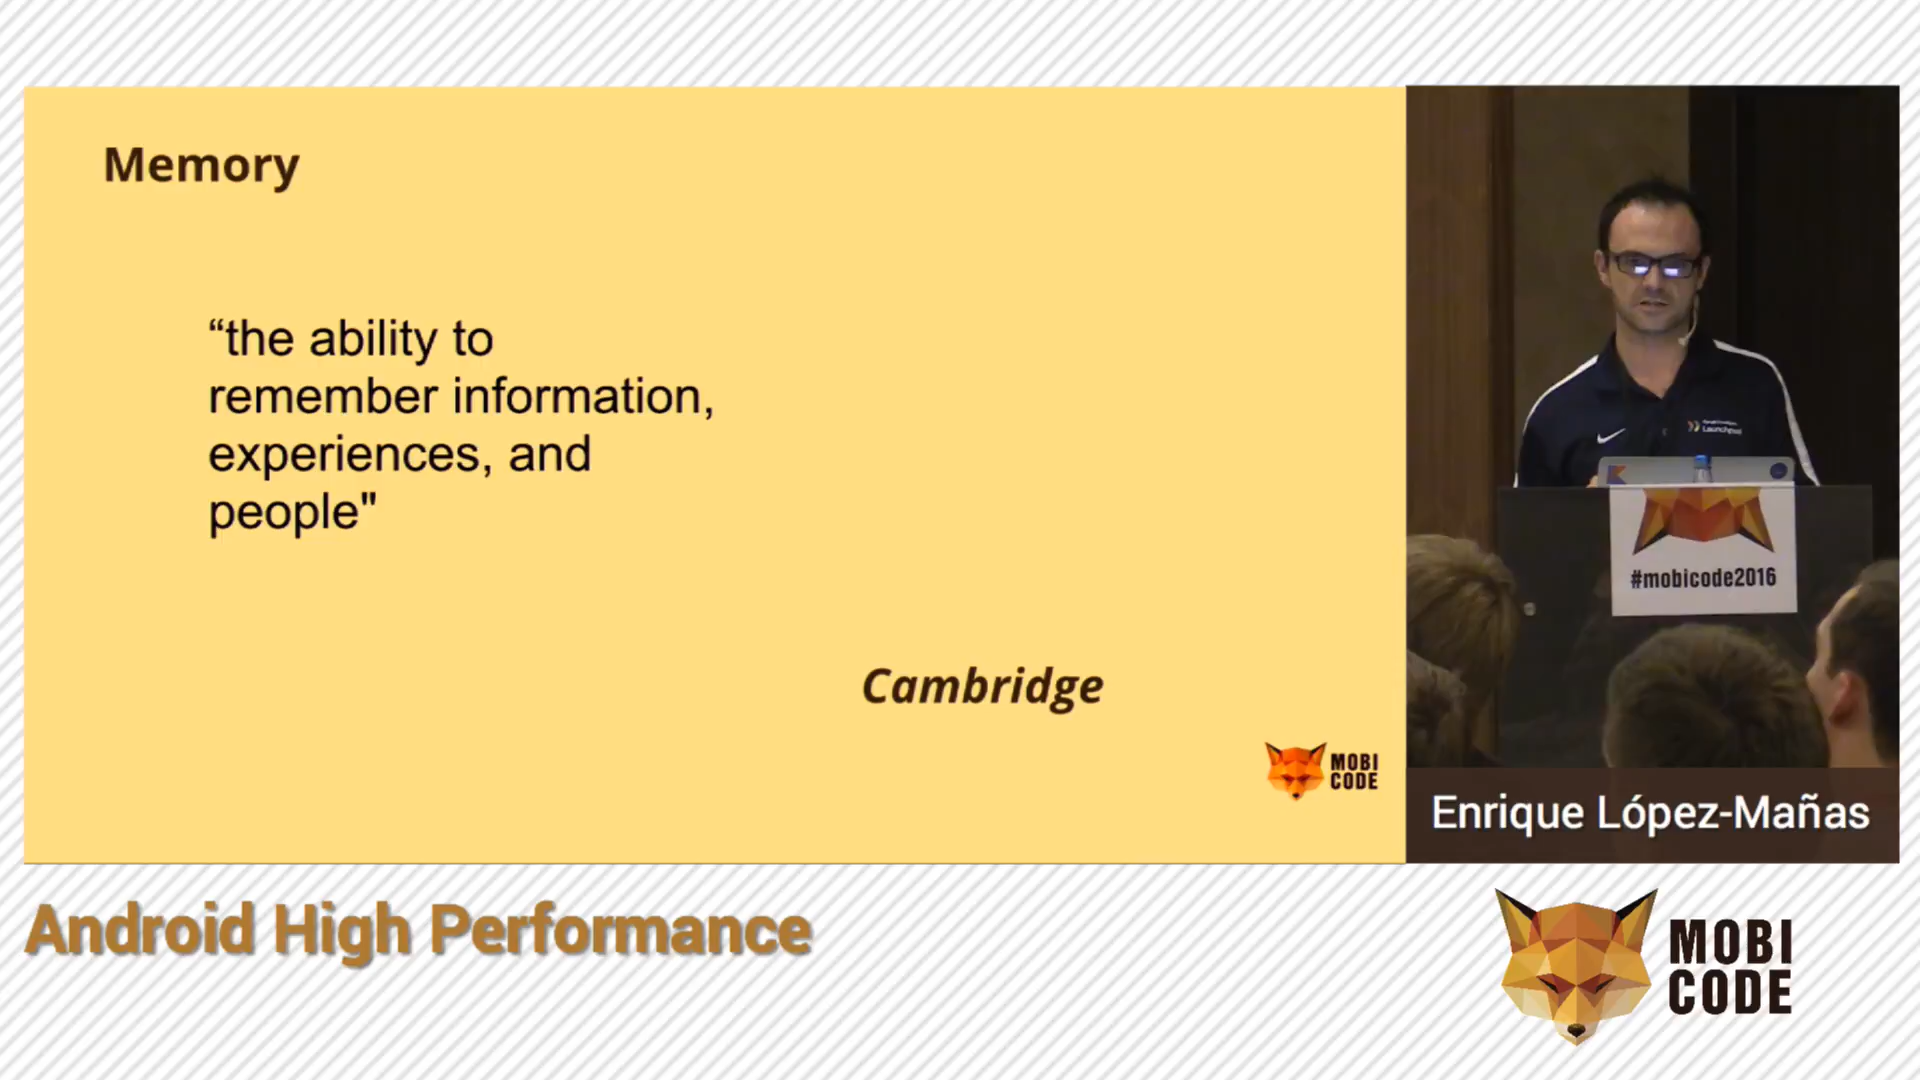 Memory
“the ability to
remember information,
experiences, and
people"
Cambridge
MOBI
CODE
Launchpad
#mobicode2016
Enrique López-Mañas
Android High Performance
MOBI
CODE